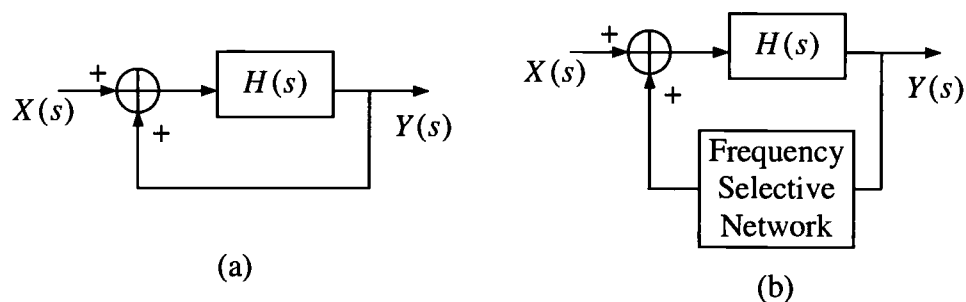 +
X(s)
+
H(s)
Y(s)
(a)
+
X(s)
+
H(s)
Y(s)
Frequency
Selective
Network
(b)